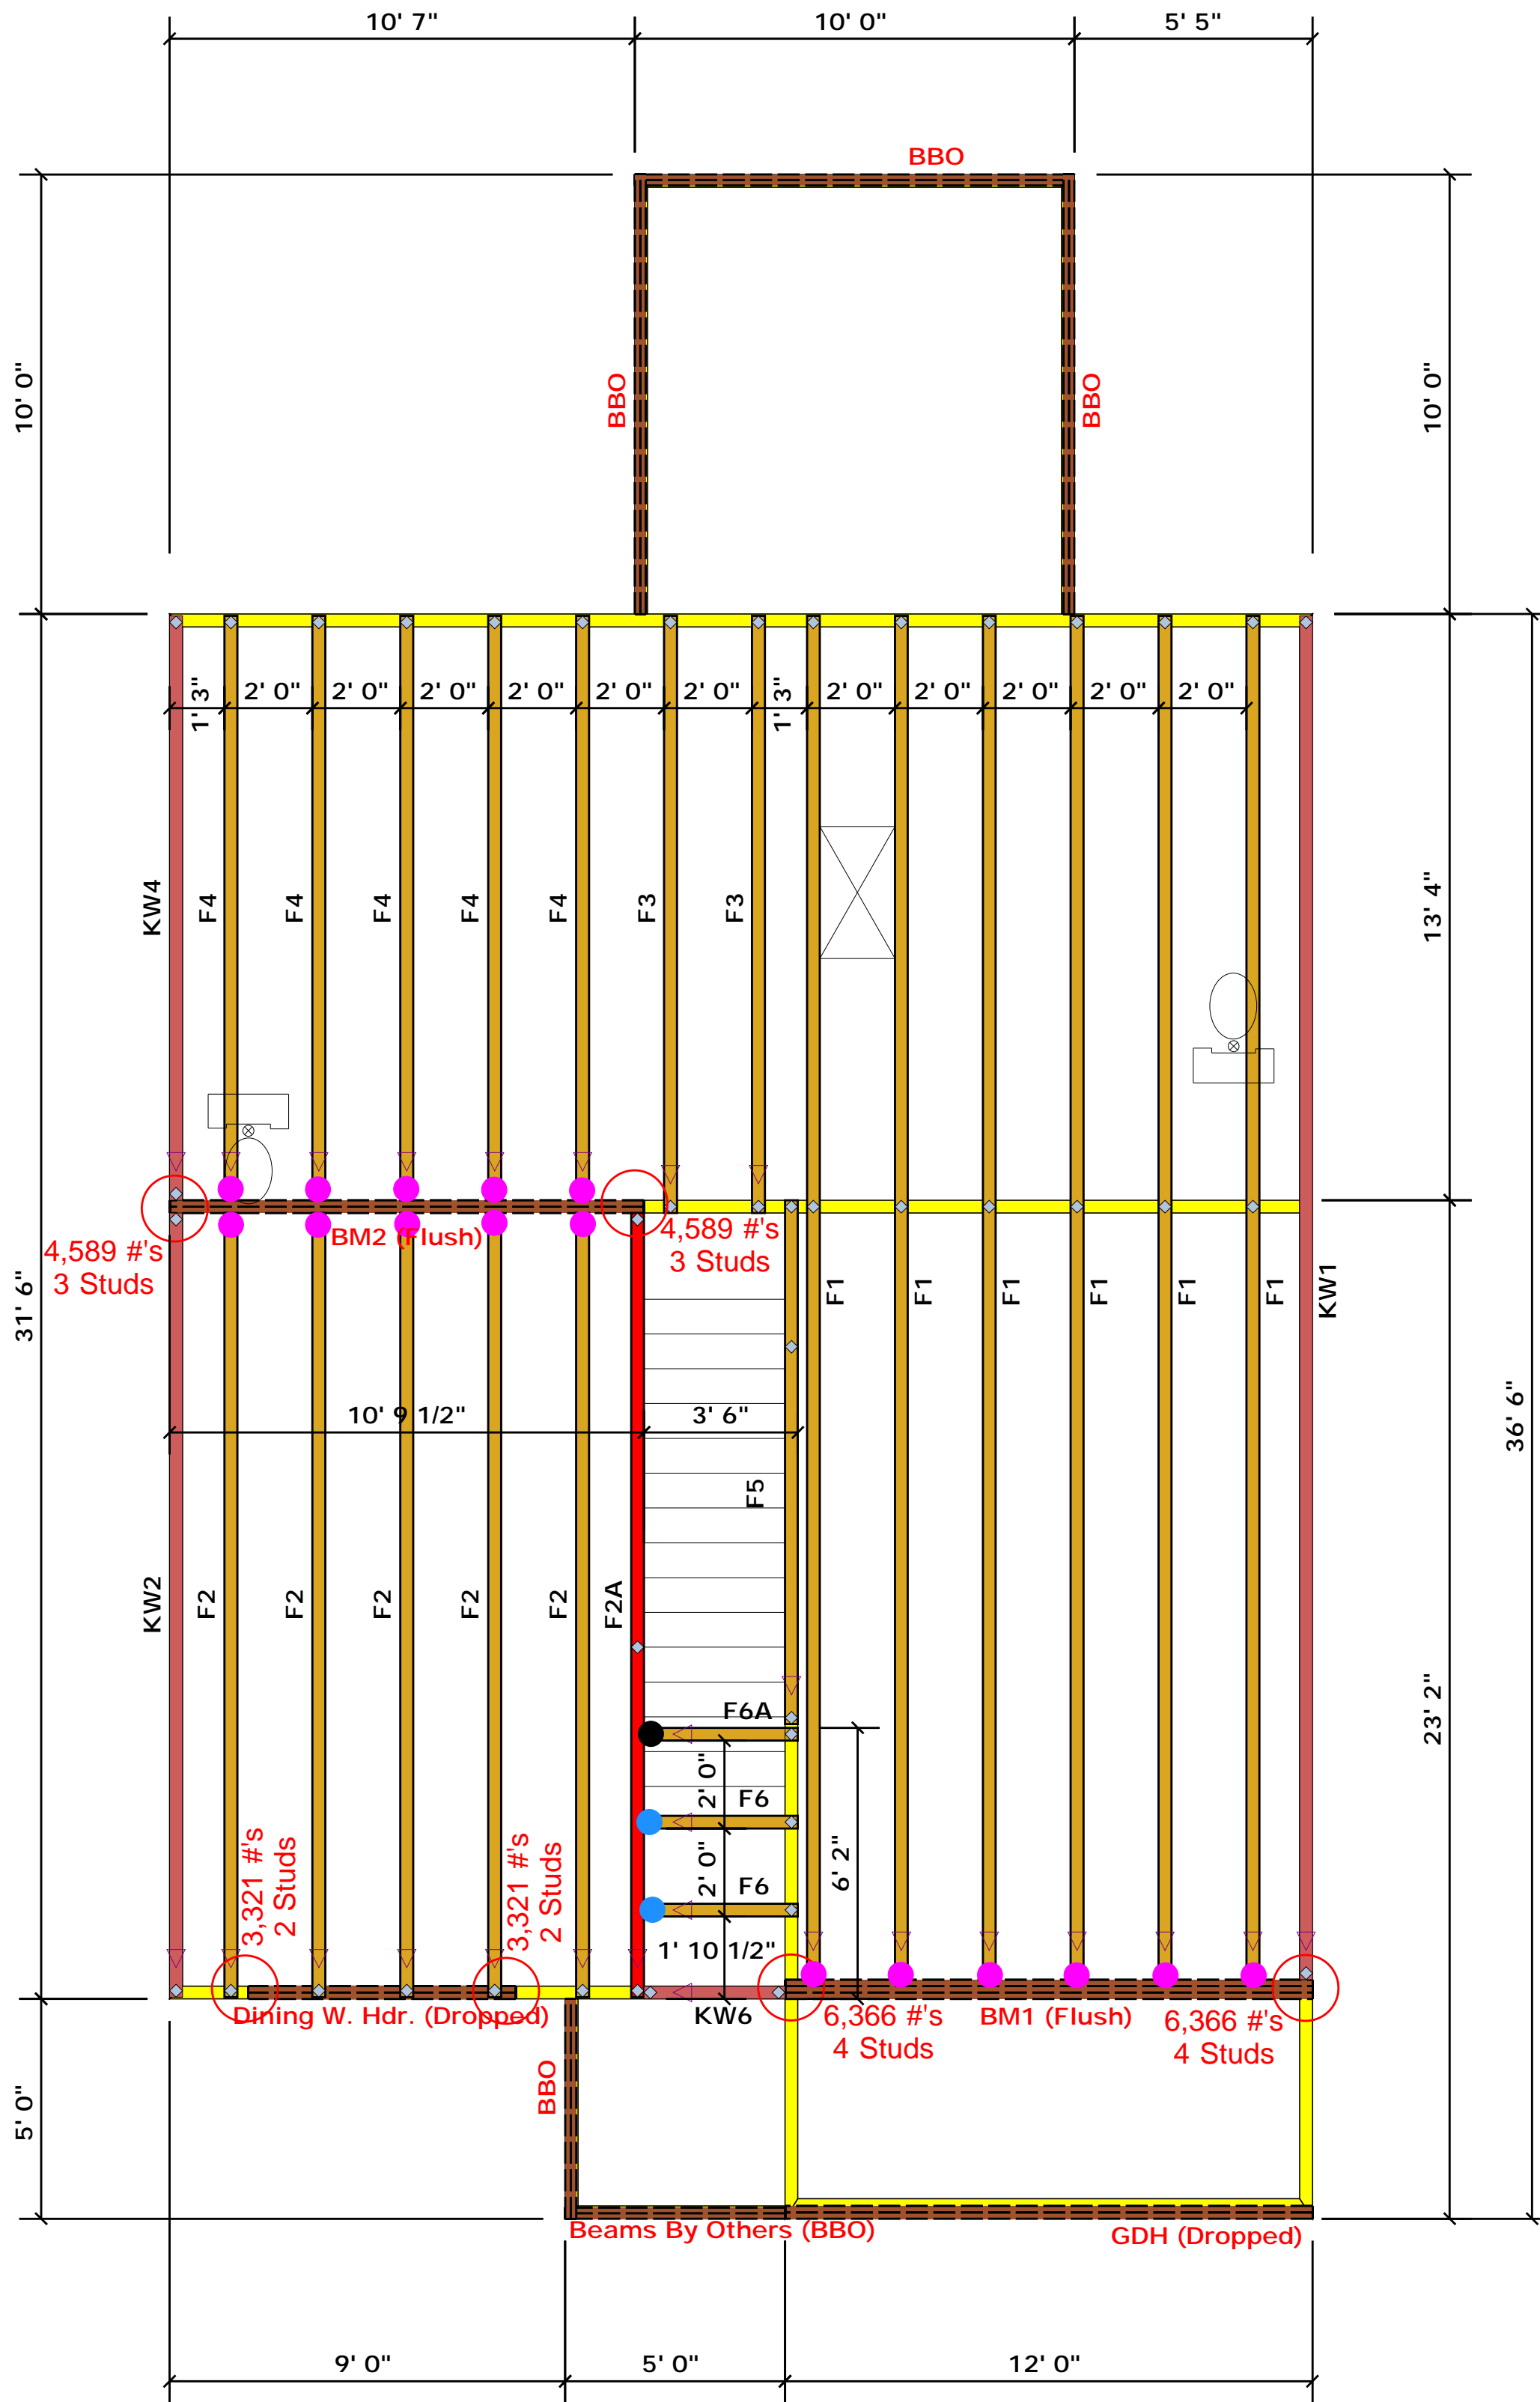 10' 7"
10' 0"
5' 5"
BBO
BBO
BBO
10' 0"
10' 0"
1' 3"
2' 0"
2' 0"
2' 0"
2' 0"
2' 0"
2' 0"
1' 3"
2' 0"
2' 0"
2' 0"
2' 0"
2' 0"
KW4
F4
F4
F4
F4
F4
F3
F3
13' 4"
4,589 #'s
3 Studs
BM2 (Flush)
4,589 #'s
3 Studs
31' 6"
F1
F1
F1
F1
F1
F1
KW1
36' 6"
10' 9 1/2"
3' 6"
F5
KW2
F2
F2
F2
F2
F2
F2A
23' 2"
F6A
2' 0"
F6
2' 0"
F6
6' 2"
1' 10 1/2"
3,321 #'s
2 Studs
3,321 #'s
2 Studs
Dining W. Hdr. (Dropped)
KW6
6,366 #'s
4 Studs
BM1 (Flush)
6,366 #'s
4 Studs
BBO
5' 0"
Beams By Others (BBO)
GDH (Dropped)
9' 0"
5' 0"
12' 0"